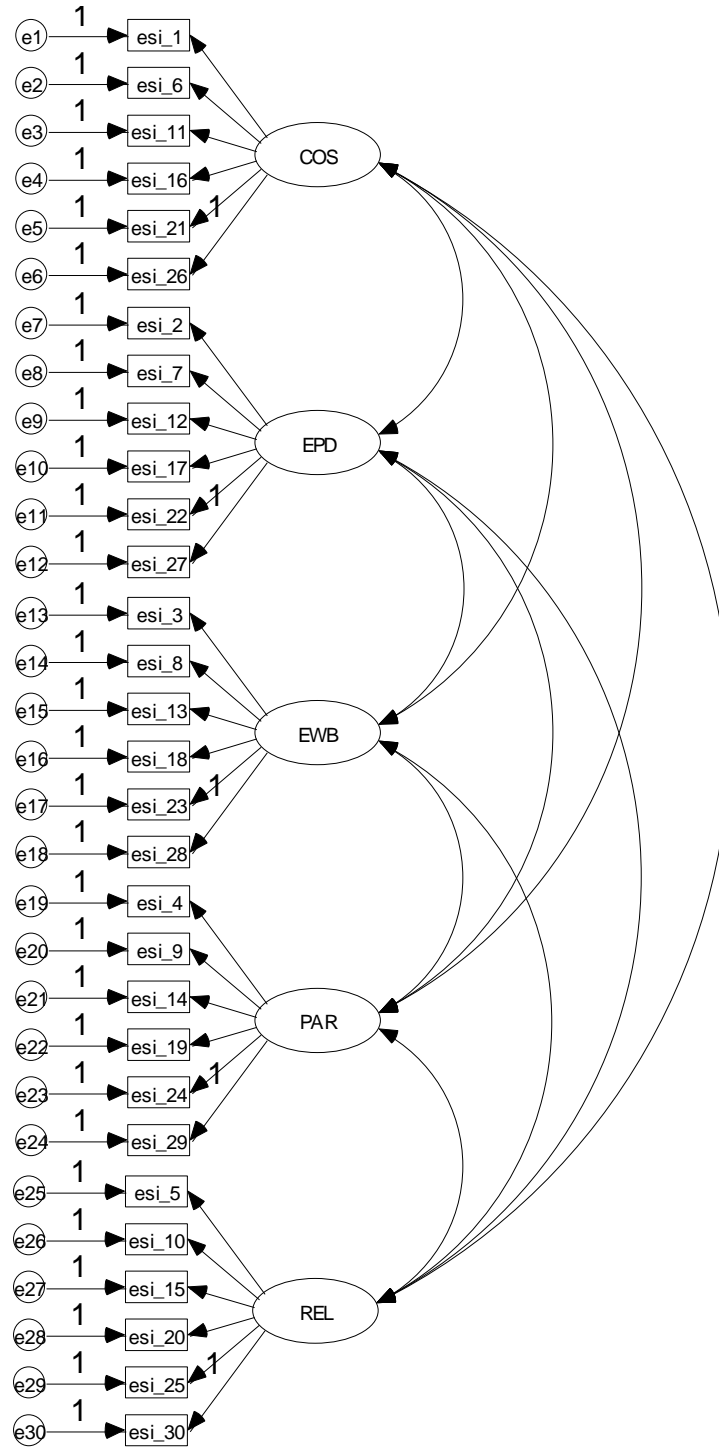 1
e1 esi_1
1
e2 esi_6
1
e3 esi_11
COS
1
e4 esi_16
1
e5 esi_21 1
1
e6 esi_26
1
e7 esi_2
1
e8 esi_7
1
e9 esi_12
EPD
1
e10 esi_17
1
e11 esi_22 1
1
e12 esi_27
1
e13 esi_3
1
e14 esi_8
1
e15 esi_13
EWB
1
e16 esi_18
1
e17 esi_23 1
1
e18 esi_28
1
e19 esi_4
1
e20 esi_9
1
e21 esi_14
PAR
1
e22 esi_19
1
e23 esi_24 1
1
e24 esi_29
1
e25 esi_5
1
e26 esi_10
1
e27 esi_15
REL
1
e28 esi_20
1
e29 esi_25 1
1
e30 esi_30